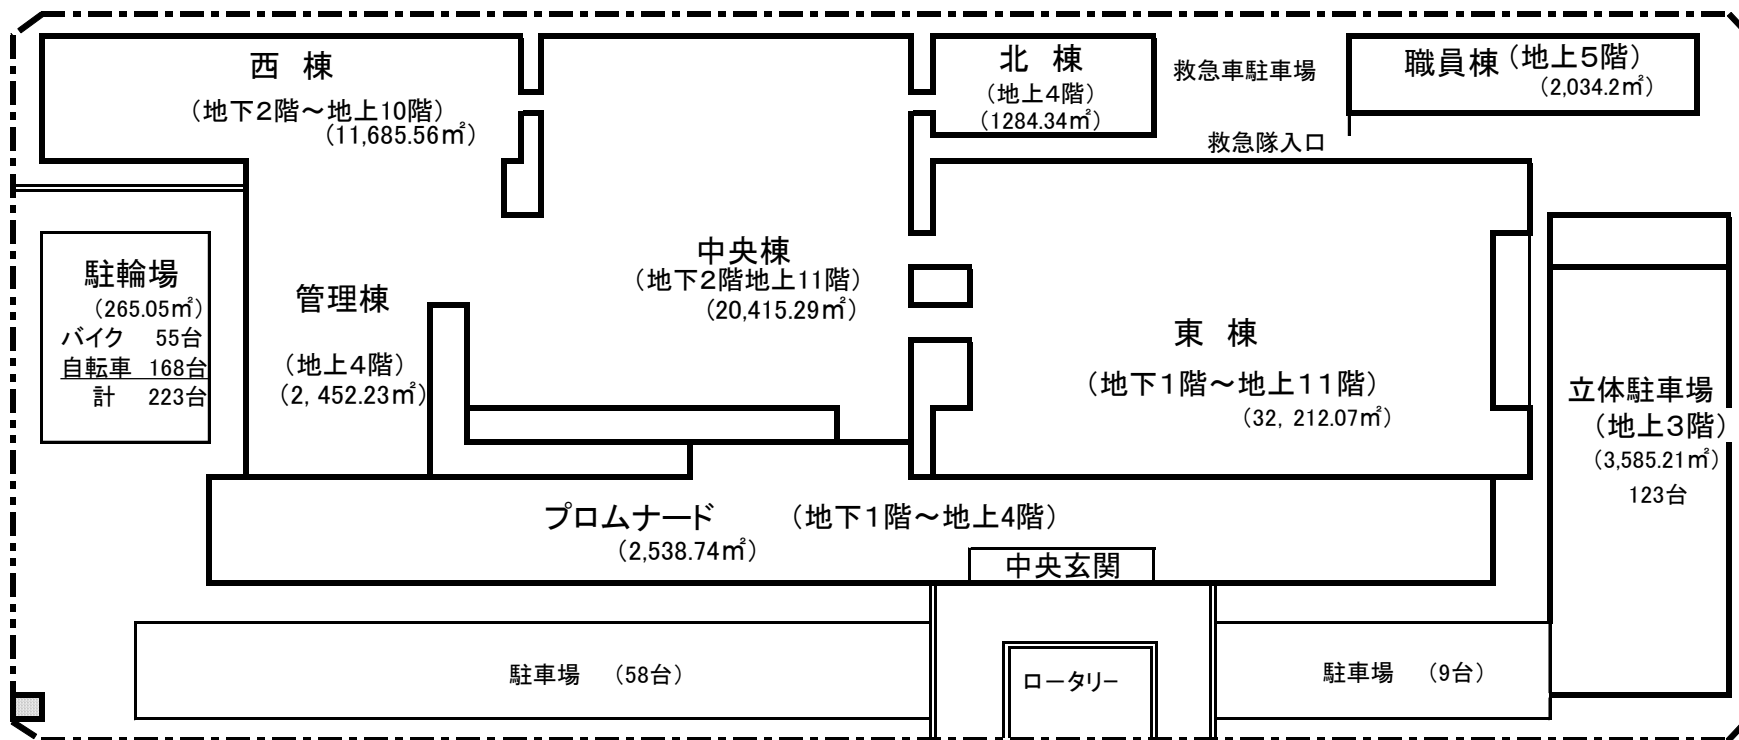 西 棟
（地下２階～地上10階）
（11,685.56㎡）
北 棟
（地上４階）
（1284.34㎡）
救急車駐車場
救急隊入口
職員棟（地上５階）
（2,034.2㎡）
駐輪場
（265.05㎡）
バイク 55台
自転車 168台
計 223台
管理棟
（地上４階）
（2, 452.23㎡）
中央棟
（地下２階地上11階）
（20,415.29㎡）
東 棟
（地下１階～地上１１階）
（32, 212.07㎡）
立体駐車場
（地上３階）
（3,585.21㎡）
123台
プロムナード （地下１階～地上4階）
（2,538.74㎡）
中央玄関
駐車場 （58台）
ロータリー
駐車場 （9台）